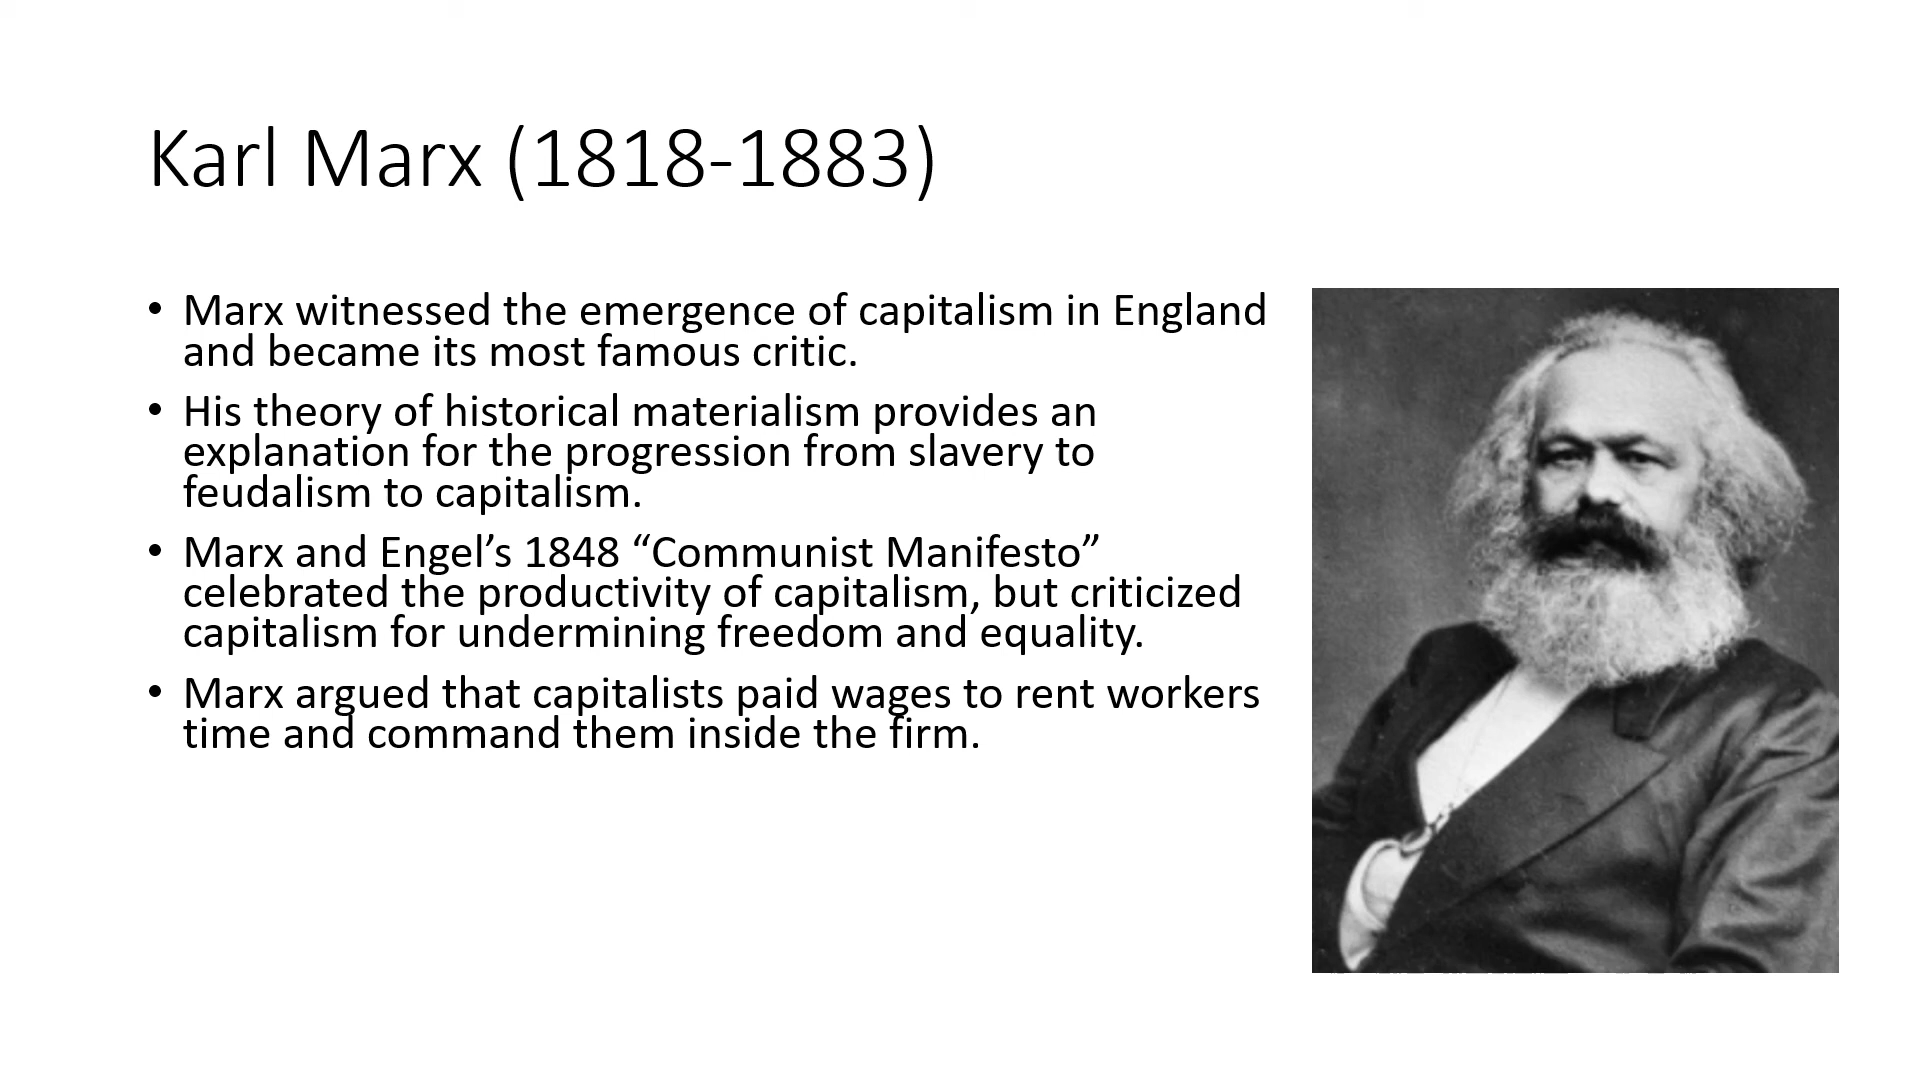 Karl Marx (1818-1883)
• Marx witnessed the emergence of capitalism in England
and became its most famous critic.
• His theory of historical materialism provides an
explanation for the progression from slavery to
feudalism to capitalism.
• Marx and Engel’s 1848 “Communist Manifesto”
celebrated the productivity of capitalism, but criticized
capitalism for undermining freedom and equality.
• Marx argued that capitalists paid wages to rent workers
time and command them inside the firm.